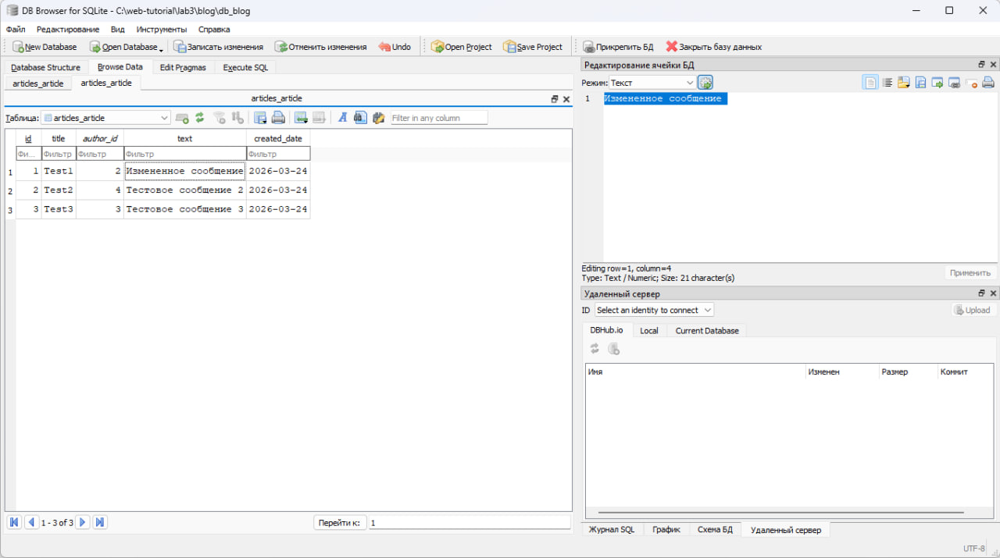 DB Browser for SQLite - C:\web-tutorial\lab3\blog\db_blog
Файл Редактирование Вид Инструменты Справка
New Database Open Database Записать изменения Отменить изменения Undo Open Project Save Project Прикрепить БД Закрыть базу данных
Database Structure Browse Data Edit Pragmas Execute SQL
articles_article articles_article
articles_article
Таблица: articles_article Filter in any column
id title author_id text created_date
Фи... Фильтр Фильтр Фильтр Фильтр
1 1 Test1 2 Измененное сообщение 2026-03-24
2 2 Test2 4 Тестовое сообщение 2 2026-03-24
3 3 Test3 3 Тестовое сообщение 3 2026-03-24
1 - 3 of 3 Перейти к: 1
Редактирование ячейки БД
Режим: Текст
1 Измененное сообщение
Editing row=1, column=4
Type: Text / Numeric; Size: 21 character(s)
Применить
Удаленный сервер
ID Select an identity to connect Upload
DBHub.io Local Current Database
Имя Изменен Размер Коммит
Журнал SQL График Схема БД Удаленный сервер
UTF-8